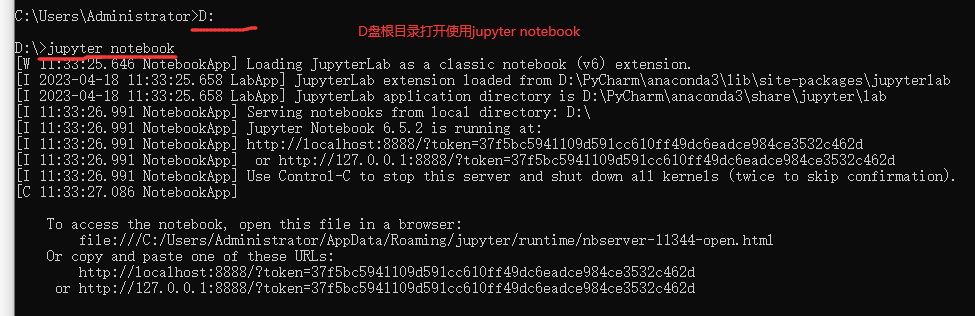 C:\Users\Administrator>D:
D盘根目录打开使用jupyter notebook
D:\>jupyter notebook
[W 11:33:25.646 NotebookApp] Loading JupyterLab as a classic notebook (v6) extension.
[I 2023-04-18 11:33:25.658 LabApp] JupyterLab extension loaded from D:\PyCharm\anaconda3\lib\site-packages\jupyterlab
[I 2023-04-18 11:33:25.658 LabApp] JupyterLab application directory is D:\PyCharm\anaconda3\share\jupyter\lab
[I 11:33:26.991 NotebookApp] Serving notebooks from local directory: D:\
[I 11:33:26.991 NotebookApp] Jupyter Notebook 6.5.2 is running at:
[I 11:33:26.991 NotebookApp] http://localhost:8888/?token=37f5bc5941109d591cc610ff49dc6eadce984ce3532c462d
[I 11:33:26.991 NotebookApp]  or http://127.0.0.1:8888/?token=37f5bc5941109d591cc610ff49dc6eadce984ce3532c462d
[I 11:33:26.991 NotebookApp] Use Control-C to stop this server and shut down all kernels (twice to skip confirmation).
[C 11:33:27.086 NotebookApp]
To access the notebook, open this file in a browser:
file:///C:/Users/Administrator/AppData/Roaming/jupyter/runtime/nbserver-11344-open.html
Or copy and paste one of these URLs:
http://localhost:8888/?token=37f5bc5941109d591cc610ff49dc6eadce984ce3532c462d
or http://127.0.0.1:8888/?token=37f5bc5941109d591cc610ff49dc6eadce984ce3532c462d